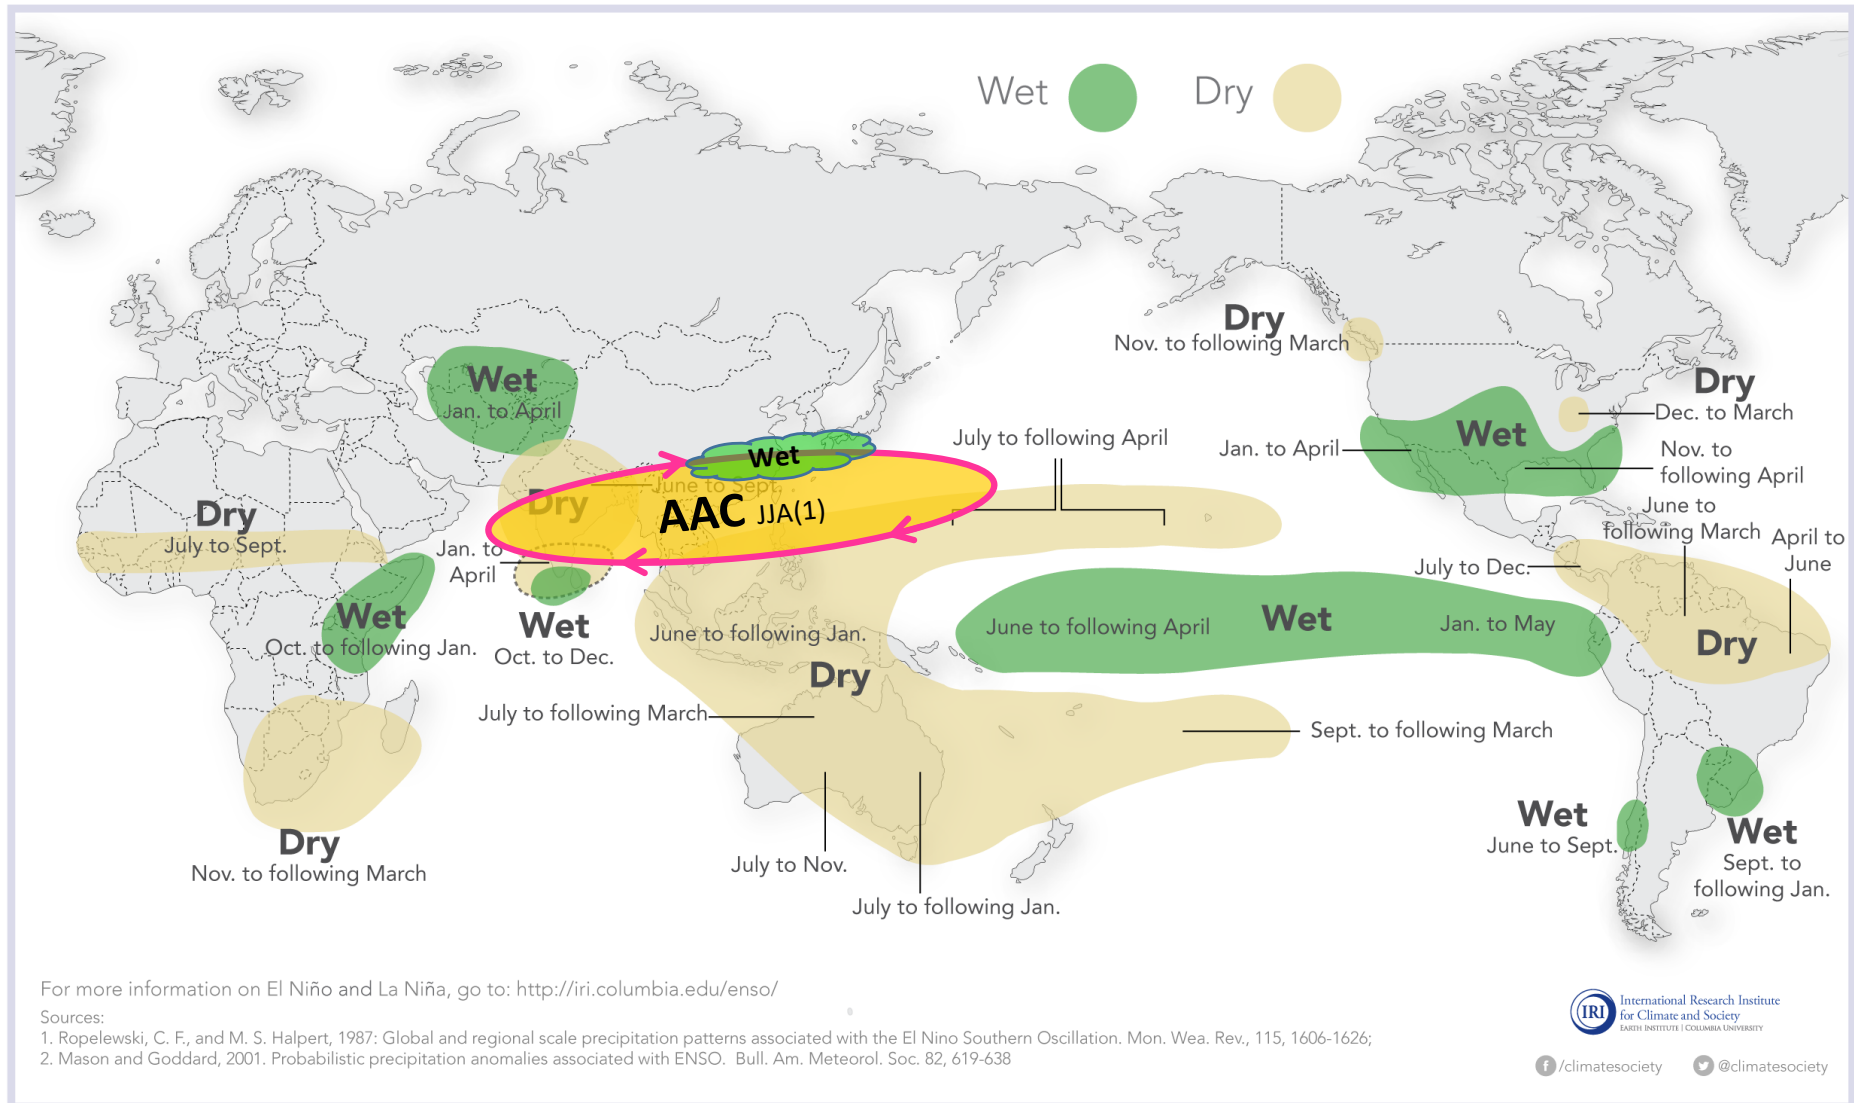 Wet
Dry
Dry
Nov. to following March
Dry
Dec. to March
Wet
Jan. to April
Wet
July to following April
Jan. to April
Wet
Nov. to
following April
June to Sept.
Dry
AAC JJA(1)
Dry
July to Sept.
June to
following March
April to
June
Jan. to
April
July to Dec.
Wet
Oct. to following Jan.
Wet
Oct. to Dec.
June to following Jan.
Dry
June to following April
Wet
Jan. to May
Dry
July to following March
Sept. to following March
Dry
Nov. to following March
July to Nov.
July to following Jan.
Wet
June to Sept.
Wet
Sept. to
following Jan.
For more information on El Niño and La Niña, go to: http://iri.columbia.edu/enso/
Sources:
1. Ropelewski, C. F., and M. S. Halpert, 1987: Global and regional scale precipitation patterns associated with the El Nino Southern Oscillation. Mon. Wea. Rev., 115, 1606-1626;
2. Mason and Goddard, 2001. Probabilistic precipitation anomalies associated with ENSO. Bull. Am. Meteorol. Soc. 82, 619-638
IRI
International Research Institute
for Climate and Society
EARTH INSTITUTE | COLUMBIA UNIVERSITY
f /climatesociety
@climatesociety